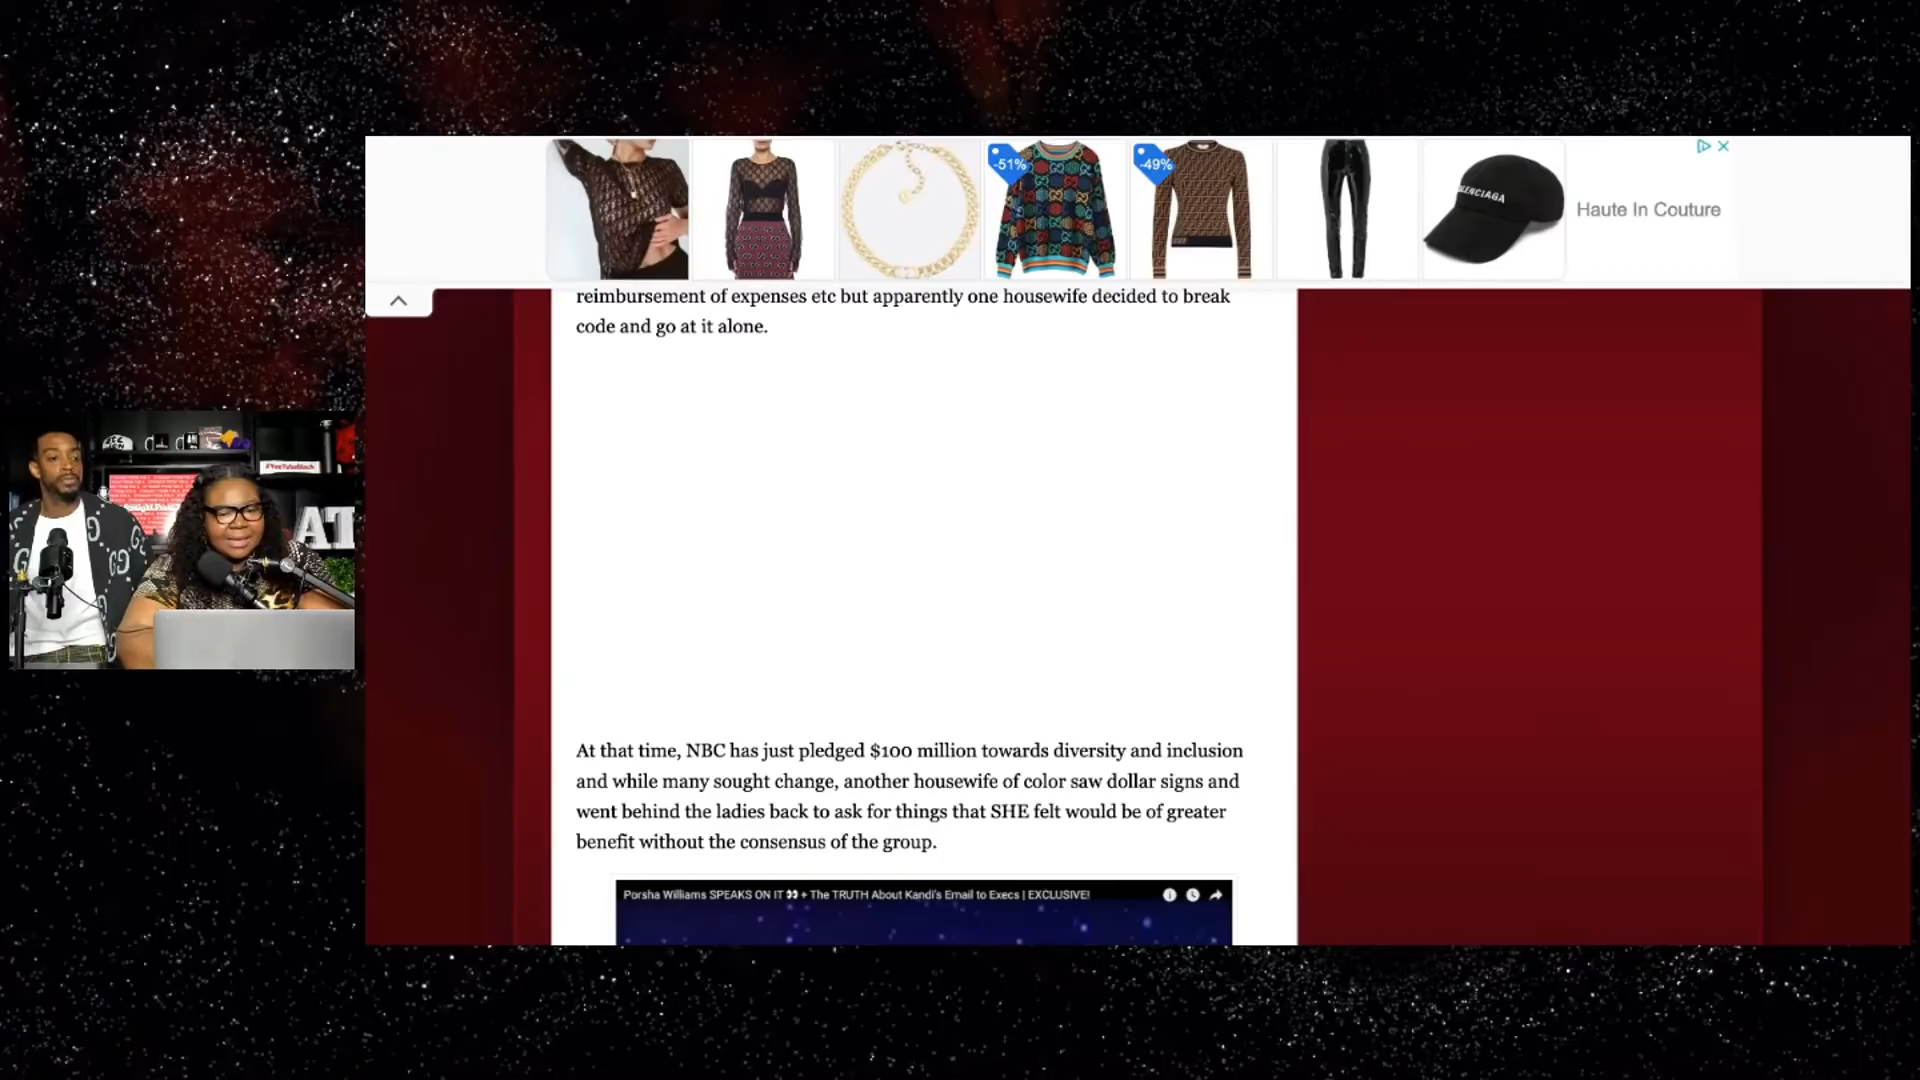 -51%
-49%
LENCIAGA
Haute In Couture
reimbursement of expenses etc but apparently one housewife decided to break
code and go at it alone.
#YeeTubeBlack
AT
At that time, NBC has just pledged $100 million towards diversity and inclusion
and while many sought change, another housewife of color saw dollar signs and
went behind the ladies back to ask for things that SHE felt would be of greater
benefit without the consensus of the group.
Porsha Williams SPEAKS ON IT 👀 + The TRUTH About Kandi's Email to Execs | EXCLUSIVE!